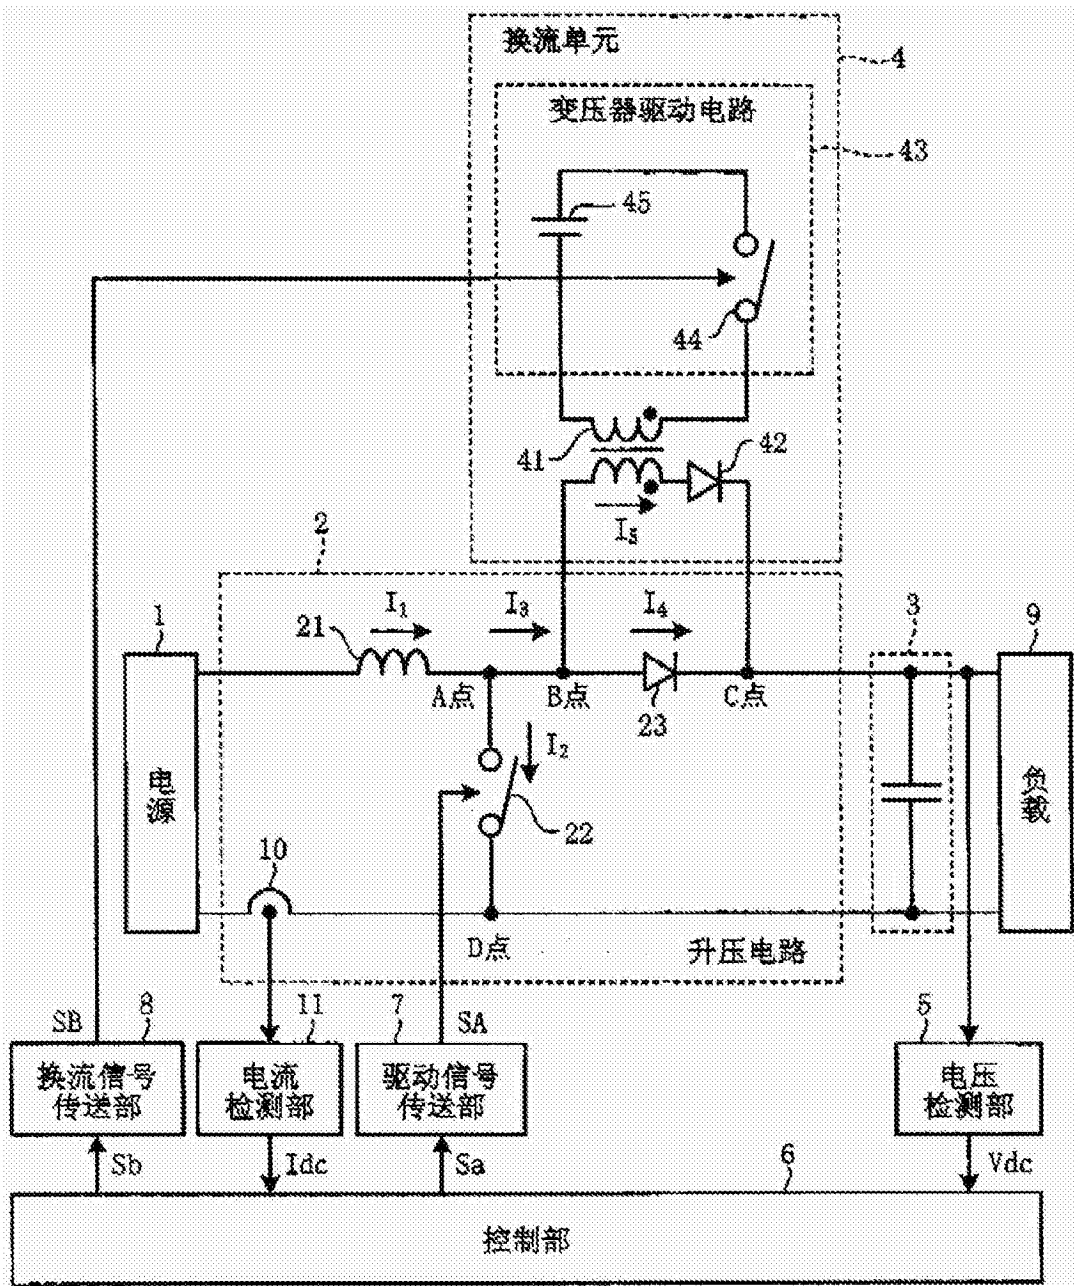 换流单元
4
变压器驱动电路
43
45
44
41
42
I₅
2
1
21
I₁
I₃
I₄
3
9
A点
B点
23
C点
I₂
电源
22
负载
10
D点
升压电路
SB
8
11
7
SA
5
换流信号
传送部
电流
检测部
驱动信号
传送部
电压
检测部
Sb
Idc
Sa
6
Vdc
控制部